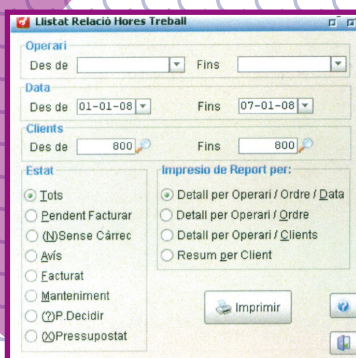 Llistat Relació Hores Treball
Operari
Des de Fins
Data
Des de 01-01-08 Fins 07-01-08
Clients
Des de 800 Fins 800
Estat
Tots
Pendent Facturar
(N)Sense Càrrec
Avís
Facturat
Manteniment
(?)P.Decidir
(X)Pressupostat
Impresio de Report per:
Detall per Operari / Ordre / Data
Detall per Operari / Ordre
Detall per Operari / Clients
Resum per Client
Imprimir